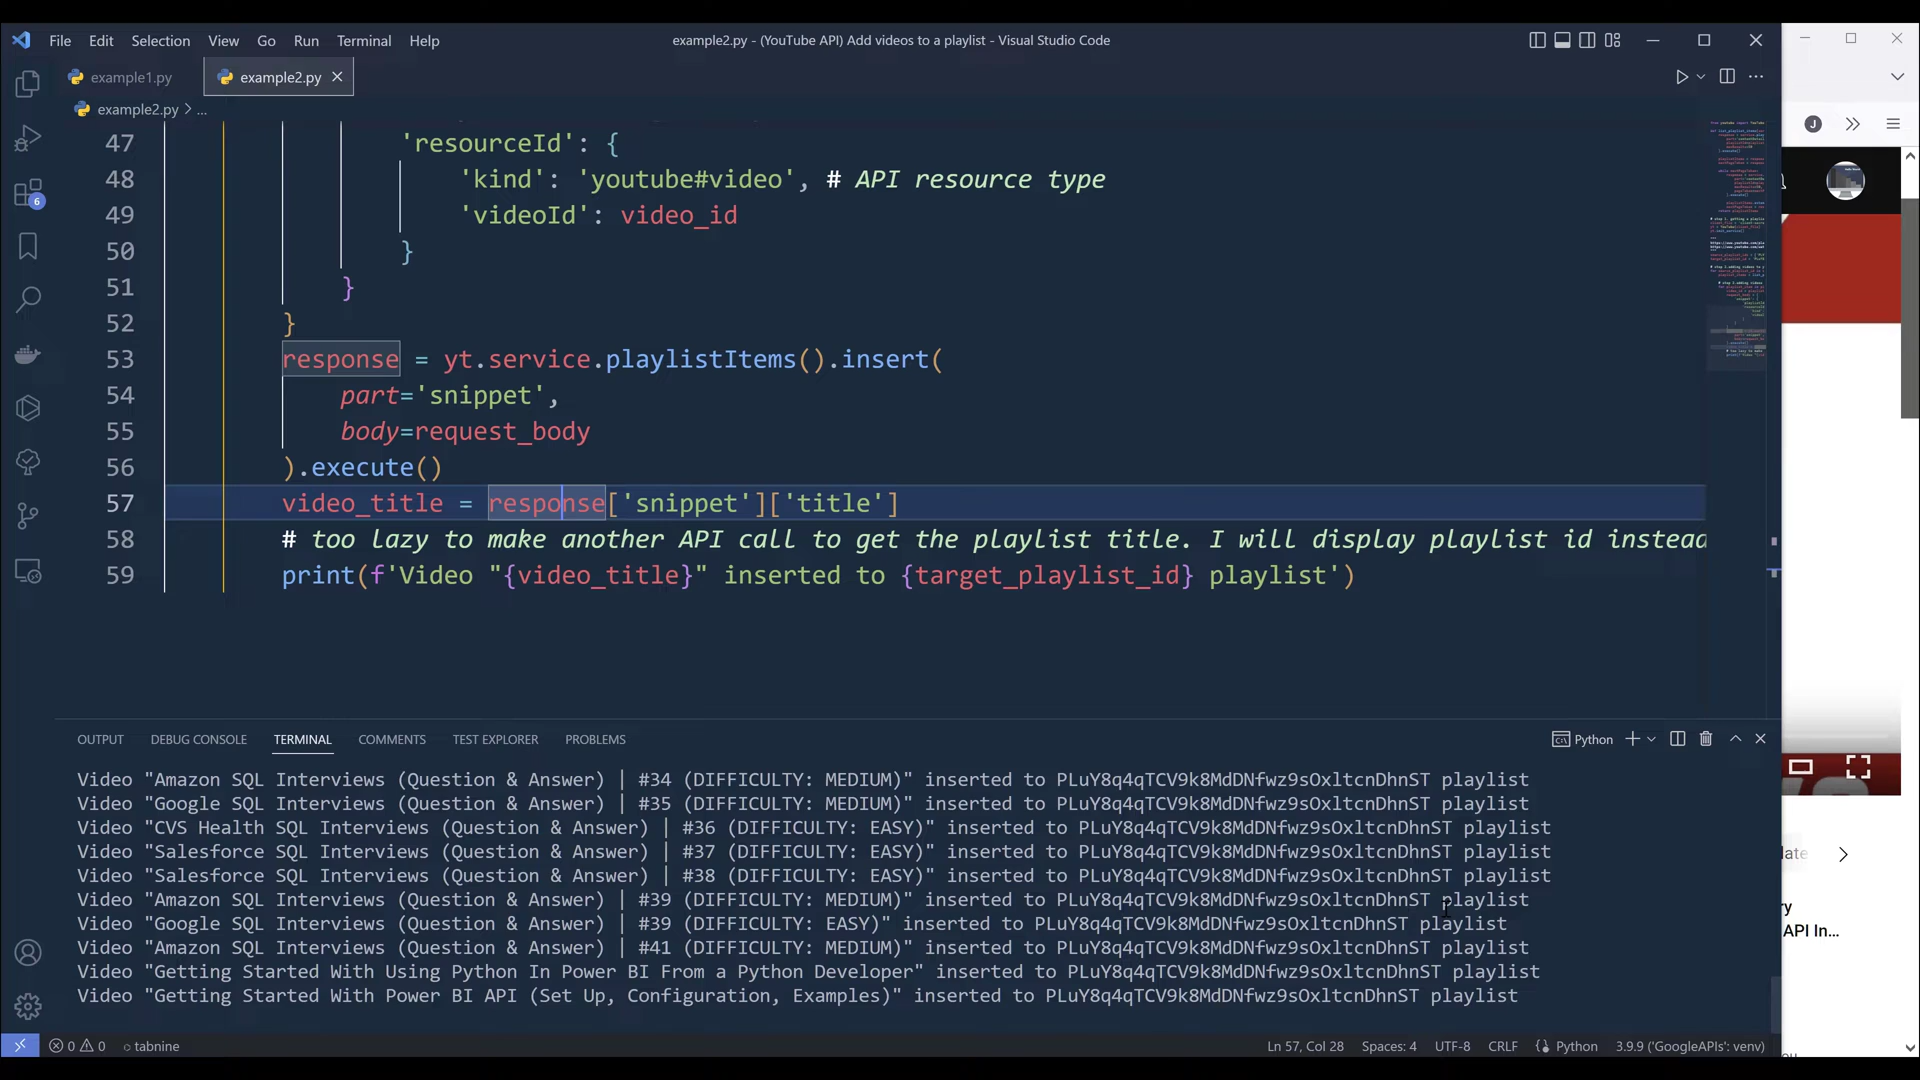 File Edit Selection View Go Run Terminal Help
example2.py - (YouTube API) Add videos to a playlist - Visual Studio Code
example1.py
example2.py
example2.py > ...
47 'resourceId': {
48 'kind': 'youtube#video', # API resource type
49 'videoId': video_id
50 }
51 }
52 }
53 response = yt.service.playlistItems().insert(
54 part='snippet',
55 body=request_body
56 ).execute()
57 video_title = response['snippet']['title']
58 # too lazy to make another API call to get the playlist title. I will display playlist id instead
59 print(f'Video "{video_title}" inserted to {target_playlist_id} playlist')
6
J
OUTPUT DEBUG CONSOLE TERMINAL COMMENTS TEST EXPLORER PROBLEMS
Python
Video "Amazon SQL Interviews (Question & Answer) | #34 (DIFFICULTY: MEDIUM)" inserted to PLuY8q4qTCV9k8MdDNfwz9sOxltcnDhnST playlist
Video "Google SQL Interviews (Question & Answer) | #35 (DIFFICULTY: MEDIUM)" inserted to PLuY8q4qTCV9k8MdDNfwz9sOxltcnDhnST playlist
Video "CVS Health SQL Interviews (Question & Answer) | #36 (DIFFICULTY: EASY)" inserted to PLuY8q4qTCV9k8MdDNfwz9sOxltcnDhnST playlist
Video "Salesforce SQL Interviews (Question & Answer) | #37 (DIFFICULTY: EASY)" inserted to PLuY8q4qTCV9k8MdDNfwz9sOxltcnDhnST playlist
Video "Salesforce SQL Interviews (Question & Answer) | #38 (DIFFICULTY: EASY)" inserted to PLuY8q4qTCV9k8MdDNfwz9sOxltcnDhnST playlist
Video "Amazon SQL Interviews (Question & Answer) | #39 (DIFFICULTY: MEDIUM)" inserted to PLuY8q4qTCV9k8MdDNfwz9sOxltcnDhnST playlist
Video "Google SQL Interviews (Question & Answer) | #39 (DIFFICULTY: EASY)" inserted to PLuY8q4qTCV9k8MdDNfwz9sOxltcnDhnST playlist
Video "Amazon SQL Interviews (Question & Answer) | #41 (DIFFICULTY: MEDIUM)" inserted to PLuY8q4qTCV9k8MdDNfwz9sOxltcnDhnST playlist
Video "Getting Started With Using Python In Power BI From a Python Developer" inserted to PLuY8q4qTCV9k8MdDNfwz9sOxltcnDhnST playlist
Video "Getting Started With Power BI API (Set Up, Configuration, Examples)" inserted to PLuY8q4qTCV9k8MdDNfwz9sOxltcnDhnST playlist
API In...
0 0 tabnine
Ln 57, Col 28 Spaces: 4 UTF-8 CRLF Python 3.9.9 ('GoogleAPIs': venv)